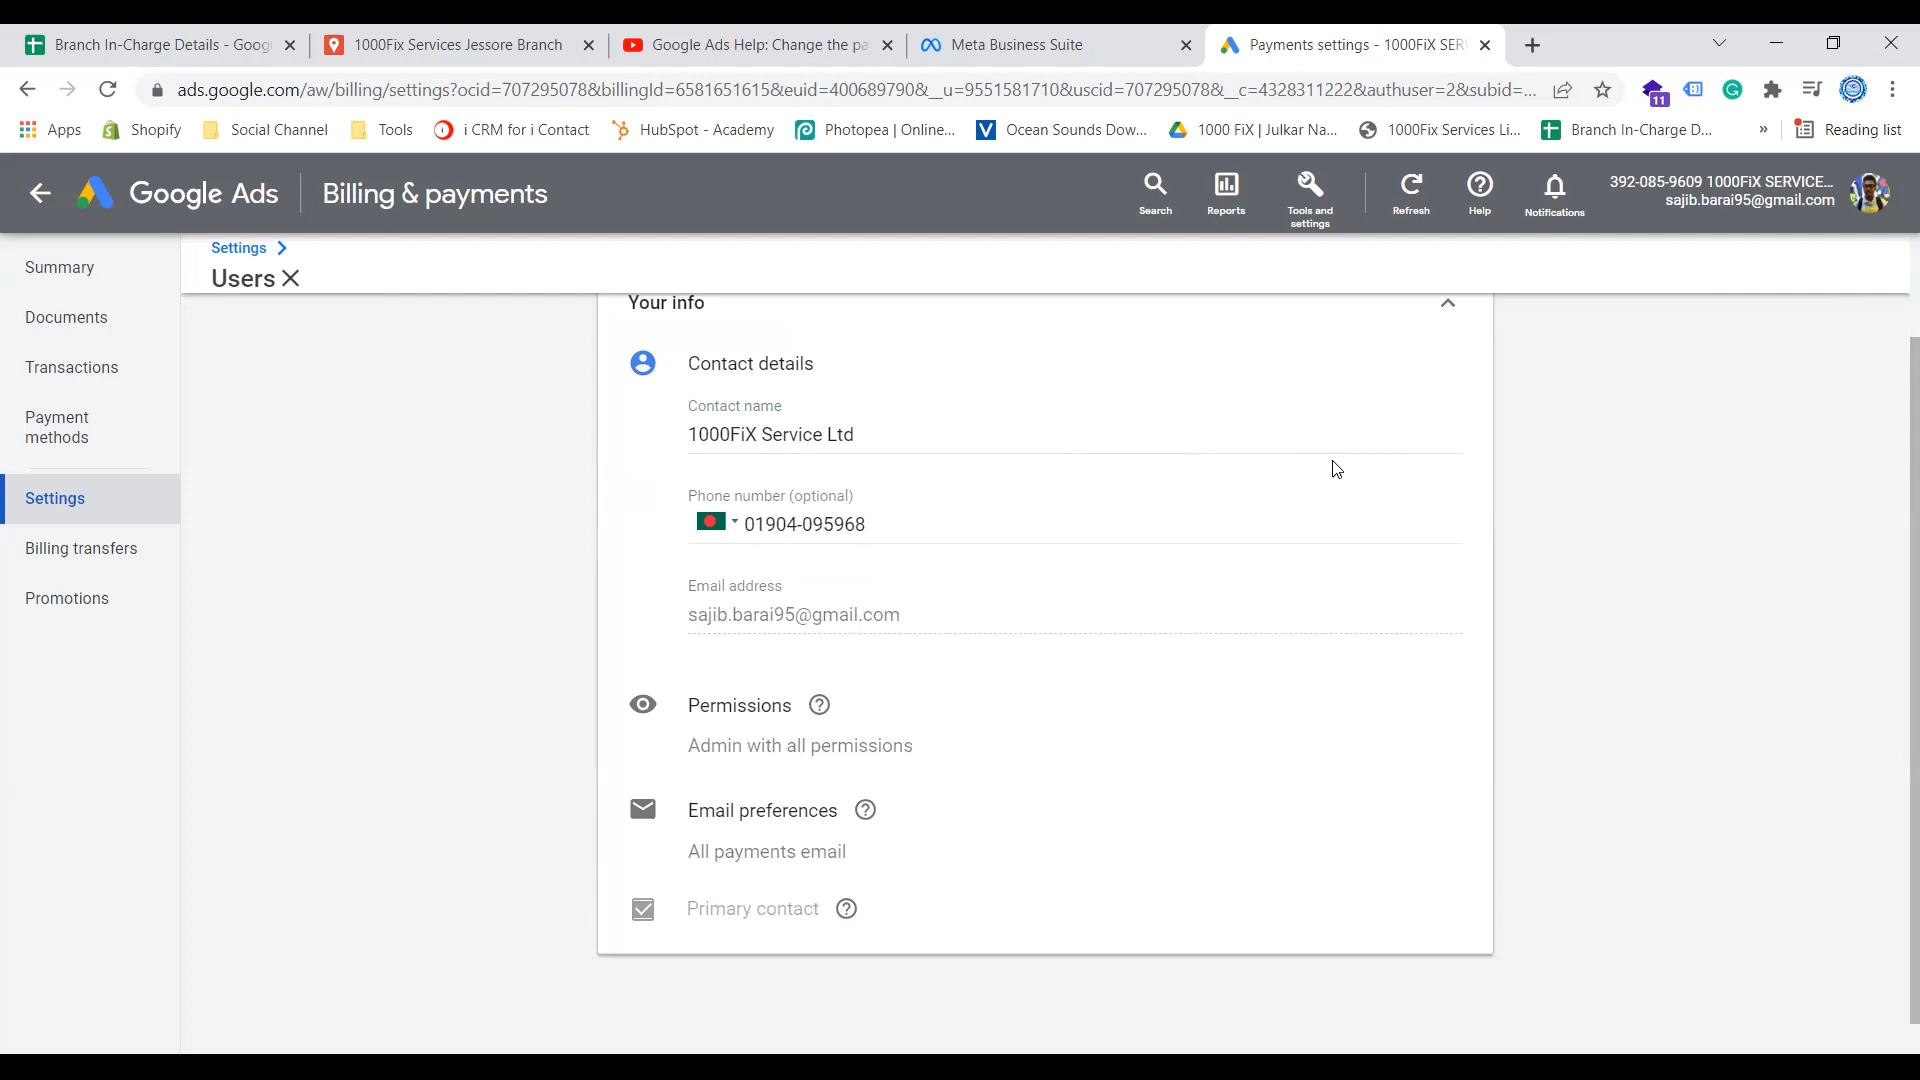 Branch In-Charge Details - Goog
1000Fix Services Jessore Branch
Google Ads Help: Change the pa
Meta Business Suite
Payments settings - 1000FiX SER
ads.google.com/aw/billing/settings?ocid=707295078&billingId=6581651615&euid=400689790&__u=9551581710&uscid=707295078&__c=4328311222&authuser=2&subid=...
11
Apps
Shopify
Social Channel
Tools
i CRM for i Contact
HubSpot - Academy
Photopea | Online...
Ocean Sounds Dow...
1000 FiX | Julkar Na...
1000Fix Services Li...
Branch In-Charge D...
»
Reading list
Google Ads
Billing & payments
Search
Reports
Tools and
settings
Refresh
Help
Notifications
392-085-9609 1000FiX SERVICE...
sajib.barai95@gmail.com
Summary
Documents
Transactions
Payment
methods
Settings
Billing transfers
Promotions
Settings
Users
Your info
Contact details
Contact name
1000FiX Service Ltd
Phone number (optional)
01904-095968
Email address
sajib.barai95@gmail.com
Permissions
Admin with all permissions
Email preferences
All payments email
Primary contact